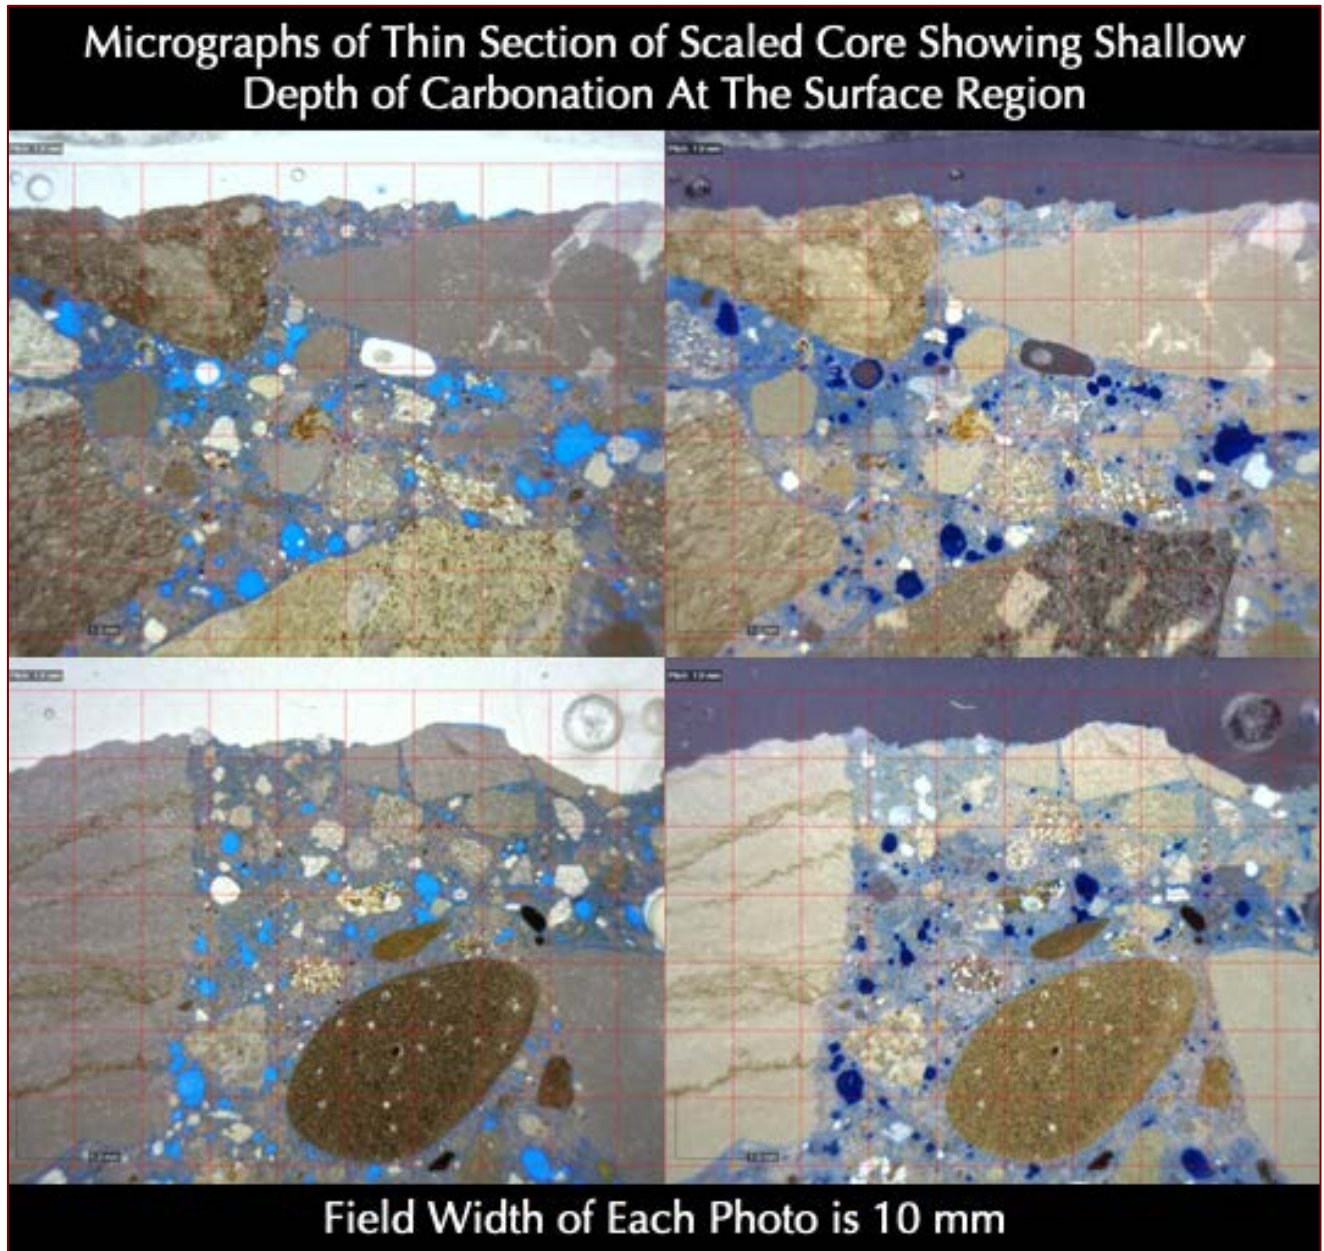 Micrographs of Thin Section of Scaled Core Showing Shallow
Depth of Carbonation At The Surface Region
Field Width of Each Photo is 10 mm